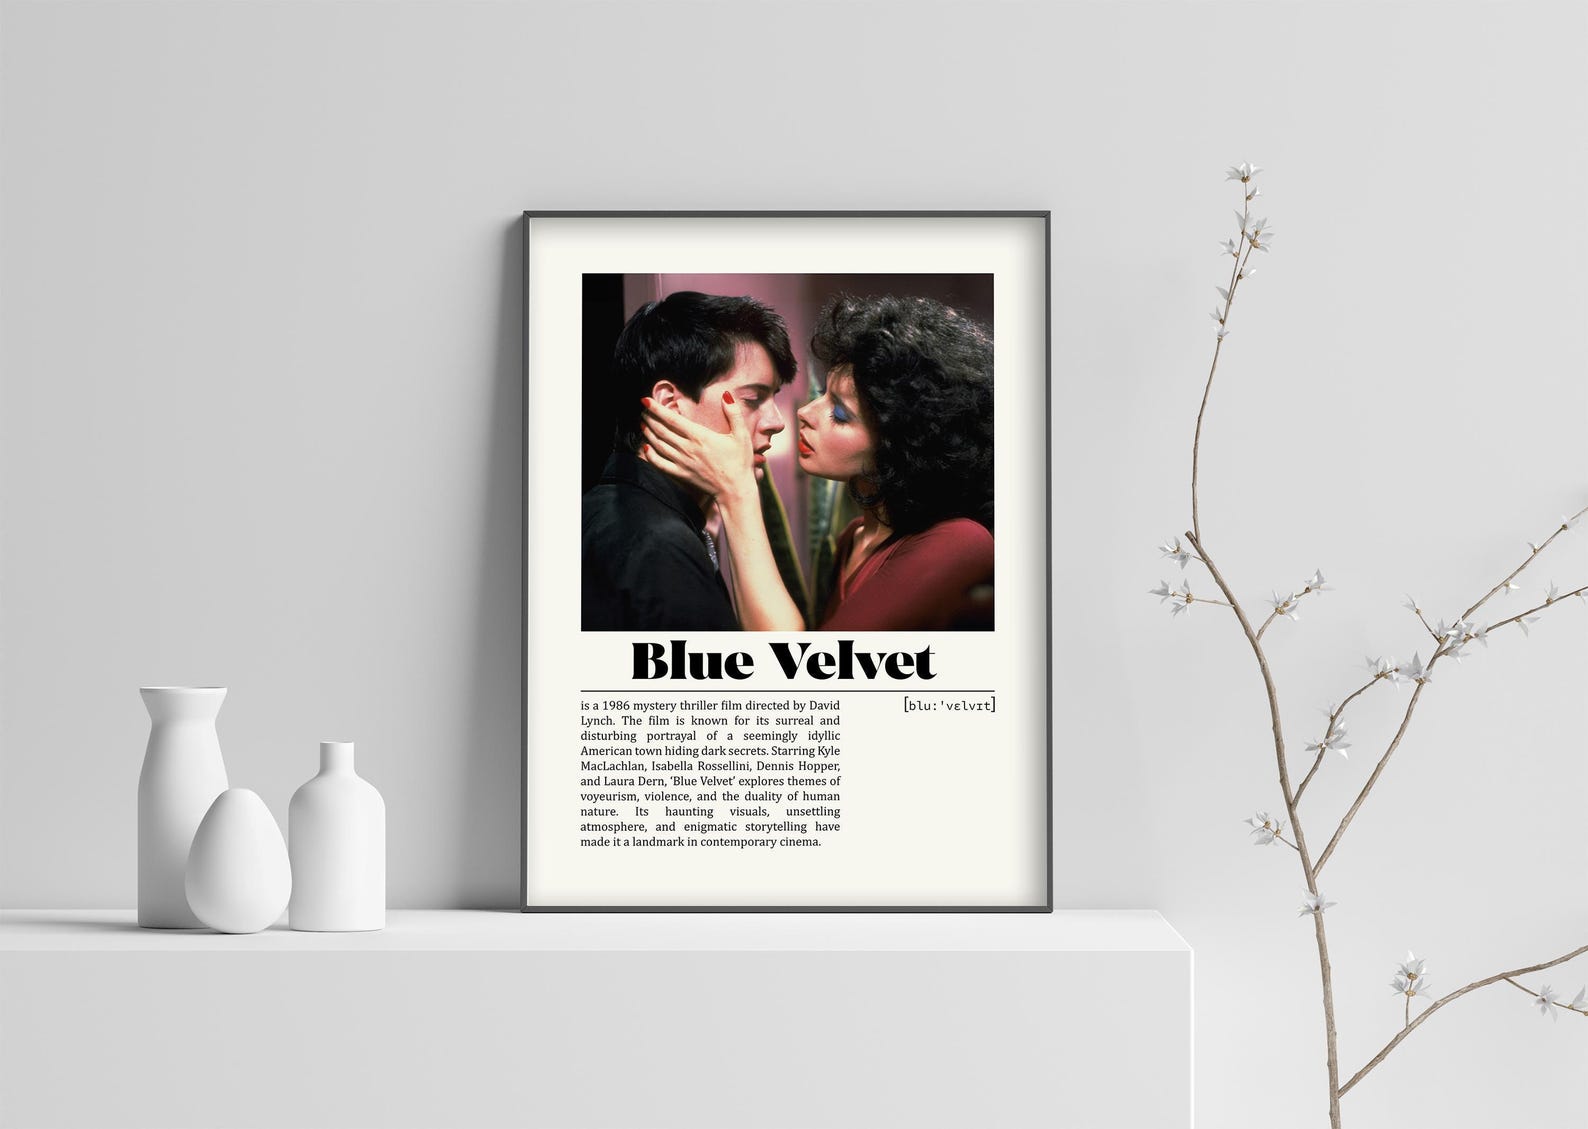 Blue Velvet
is a 1986 mystery thriller film directed by David
Lynch. The film is known for its surreal and
disturbing portrayal of a seemingly idyllic
American town hiding dark secrets. Starring Kyle
MacLachlan, Isabella Rossellini, Dennis Hopper,
and Laura Dern, ‘Blue Velvet’ explores themes of
voyeurism, violence, and the duality of human
nature. Its haunting visuals, unsettling
atmosphere, and enigmatic storytelling have
made it a landmark in contemporary cinema.
[bluːˈvɛlvɪt]